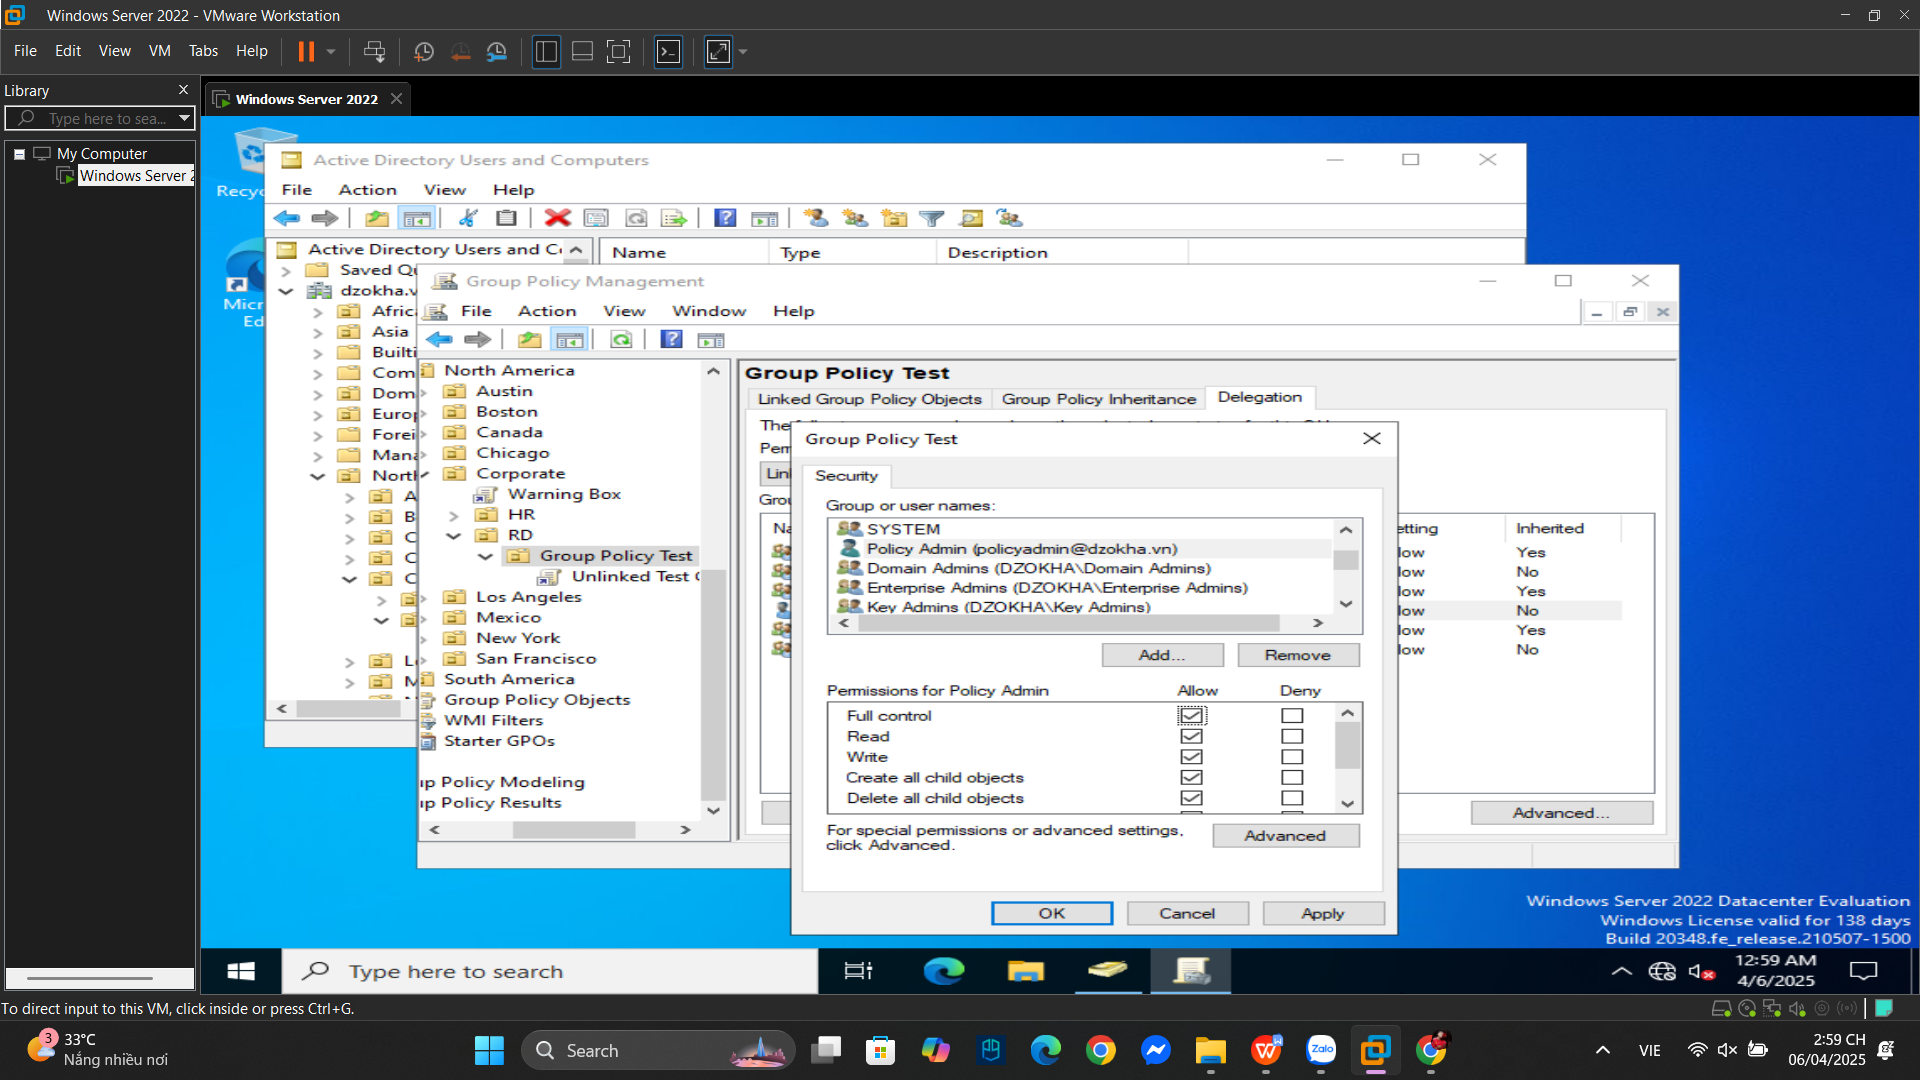 Windows Server 2022 - VMware Workstation
File Edit View VM Tabs Help
Library
Type here to sea...
My Computer
Windows Server 2
Windows Server 2022
Active Directory Users and Computers
File Action View Help
Active Directory Users and C
Name Type Description
Saved Qu
dzokha.v
Africa
Asia
Builti
Com
Dom
Europ
Forei
Mana
North
Group Policy Management
File Action View Window Help
North America
Austin
Boston
Canada
Chicago
Corporate
Warning Box
HR
RD
Group Policy Test
Unlinked Test
Los Angeles
Mexico
New York
San Francisco
South America
Group Policy Objects
WMI Filters
Starter GPOs
up Policy Modeling
up Policy Results
Group Policy Test
Linked Group Policy Objects Group Policy Inheritance Delegation
Setting Inherited
Yes
No
Yes
No
Yes
No
Advanced...
Group Policy Test
Security
Group or user names:
SYSTEM
Policy Admin (policyadmin@dzokha.vn)
Domain Admins (DZOKHA\Domain Admins)
Enterprise Admins (DZOKHA\Enterprise Admins)
Key Admins (DZOKHA\Key Admins)
Add... Remove
Permissions for Policy Admin Allow Deny
Full control
Read
Write
Create all child objects
Delete all child objects
For special permissions or advanced settings,
click Advanced.
Advanced
OK Cancel Apply
Windows Server 2022 Datacenter Evaluation
Windows License valid for 138 days
Build 20348.fe_release.210507-1500
Type here to search
12:59 AM
4/6/2025
To direct input to this VM, click inside or press Ctrl+G.
3
33°C
Nắng nhiều nơi
Search
Zalo
VIE
2:59 CH
06/04/2025